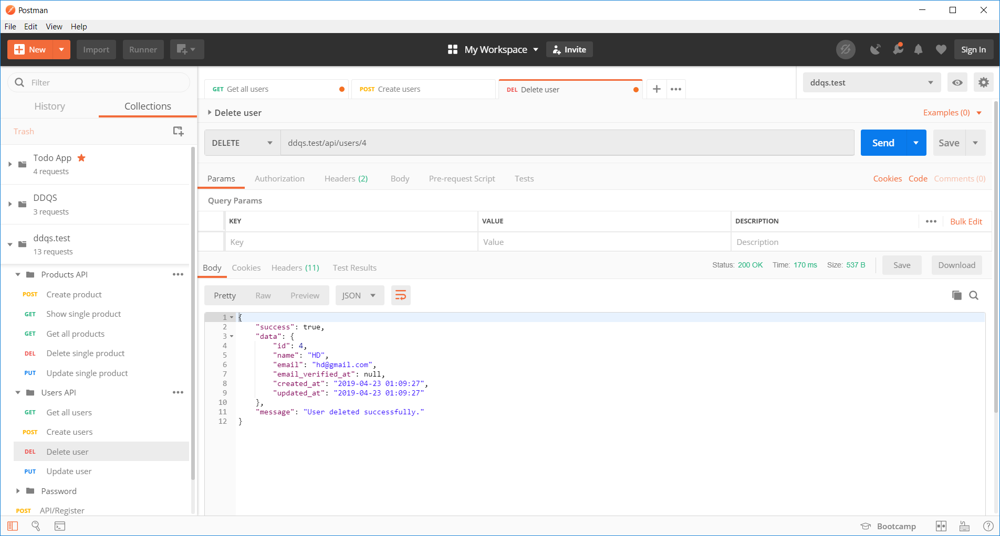 Postman
File Edit View Help
New Import Runner My Workspace Invite Sign In
Filter
History Collections
Trash
Todo App
4 requests
DDQS
3 requests
ddqs.test
13 requests
Products API
POST Create product
GET Show single product
GET Get all products
DEL Delete single product
PUT Update single product
Users API
GET Get all users
POST Create users
DEL Delete user
PUT Update user
Password
POST API/Register
GET Get all users POST Create users DEL Delete user
ddqs.test
Delete user Examples (0)
DELETE ddqs.test/api/users/4 Send Save
Params Authorization Headers (2) Body Pre-request Script Tests Cookies Code Comments (0)
Query Params
KEY VALUE DESCRIPTION Bulk Edit
Key Value Description
Body Cookies Headers (11) Test Results Status: 200 OK Time: 170 ms Size: 537 B Save Download
Pretty Raw Preview JSON
1 {
2 "success": true,
3 "data": {
4 "id": 4,
5 "name": "HD",
6 "email": "hd@gmail.com",
7 "email_verified_at": null,
8 "created_at": "2019-04-23 01:09:27",
9 "updated_at": "2019-04-23 01:09:27"
10 },
11 "message": "User deleted successfully."
12 }
Bootcamp